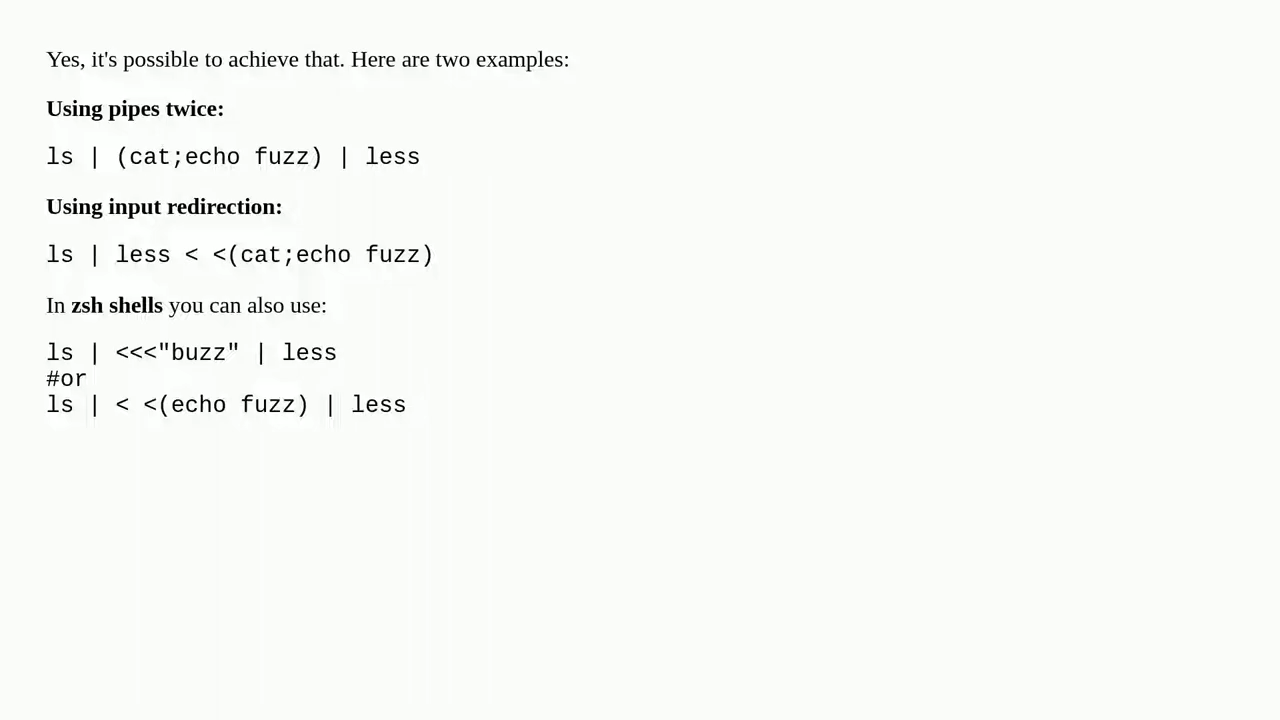 Yes, it's possible to achieve that. Here are two examples:
Using pipes twice:
ls | (cat;echo fuzz) | less
Using input redirection:
ls | less < <(cat;echo fuzz)
In zsh shells you can also use:
ls | <<<"buzz" | less
#or
ls | < <(echo fuzz) | less